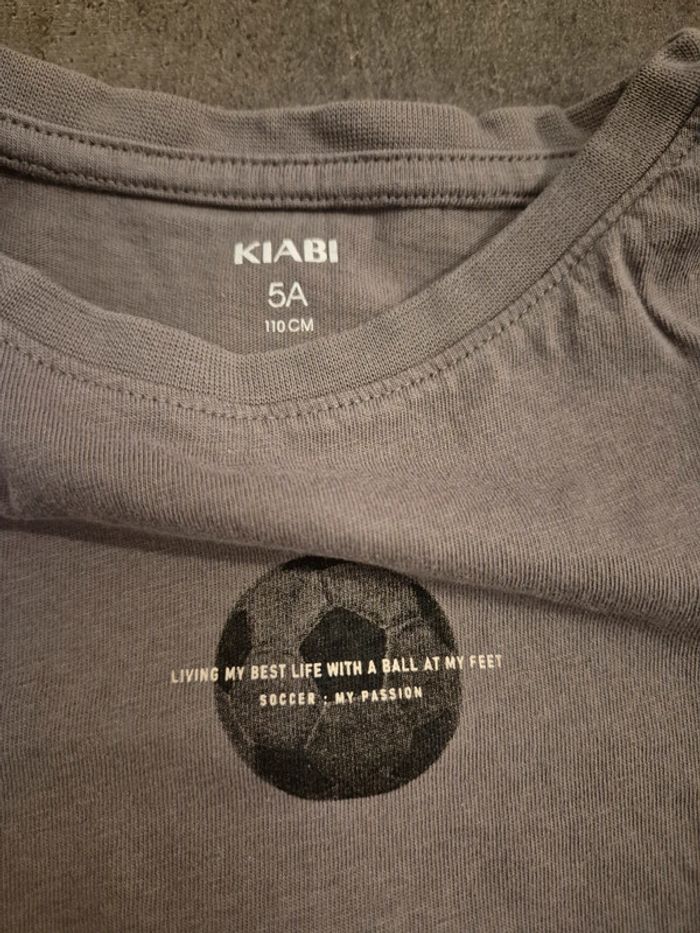 KIABI
5A
110 CM
LIVING MY BEST LIFE WITH A BALL AT MY FEET
SOCCER : MY PASSION